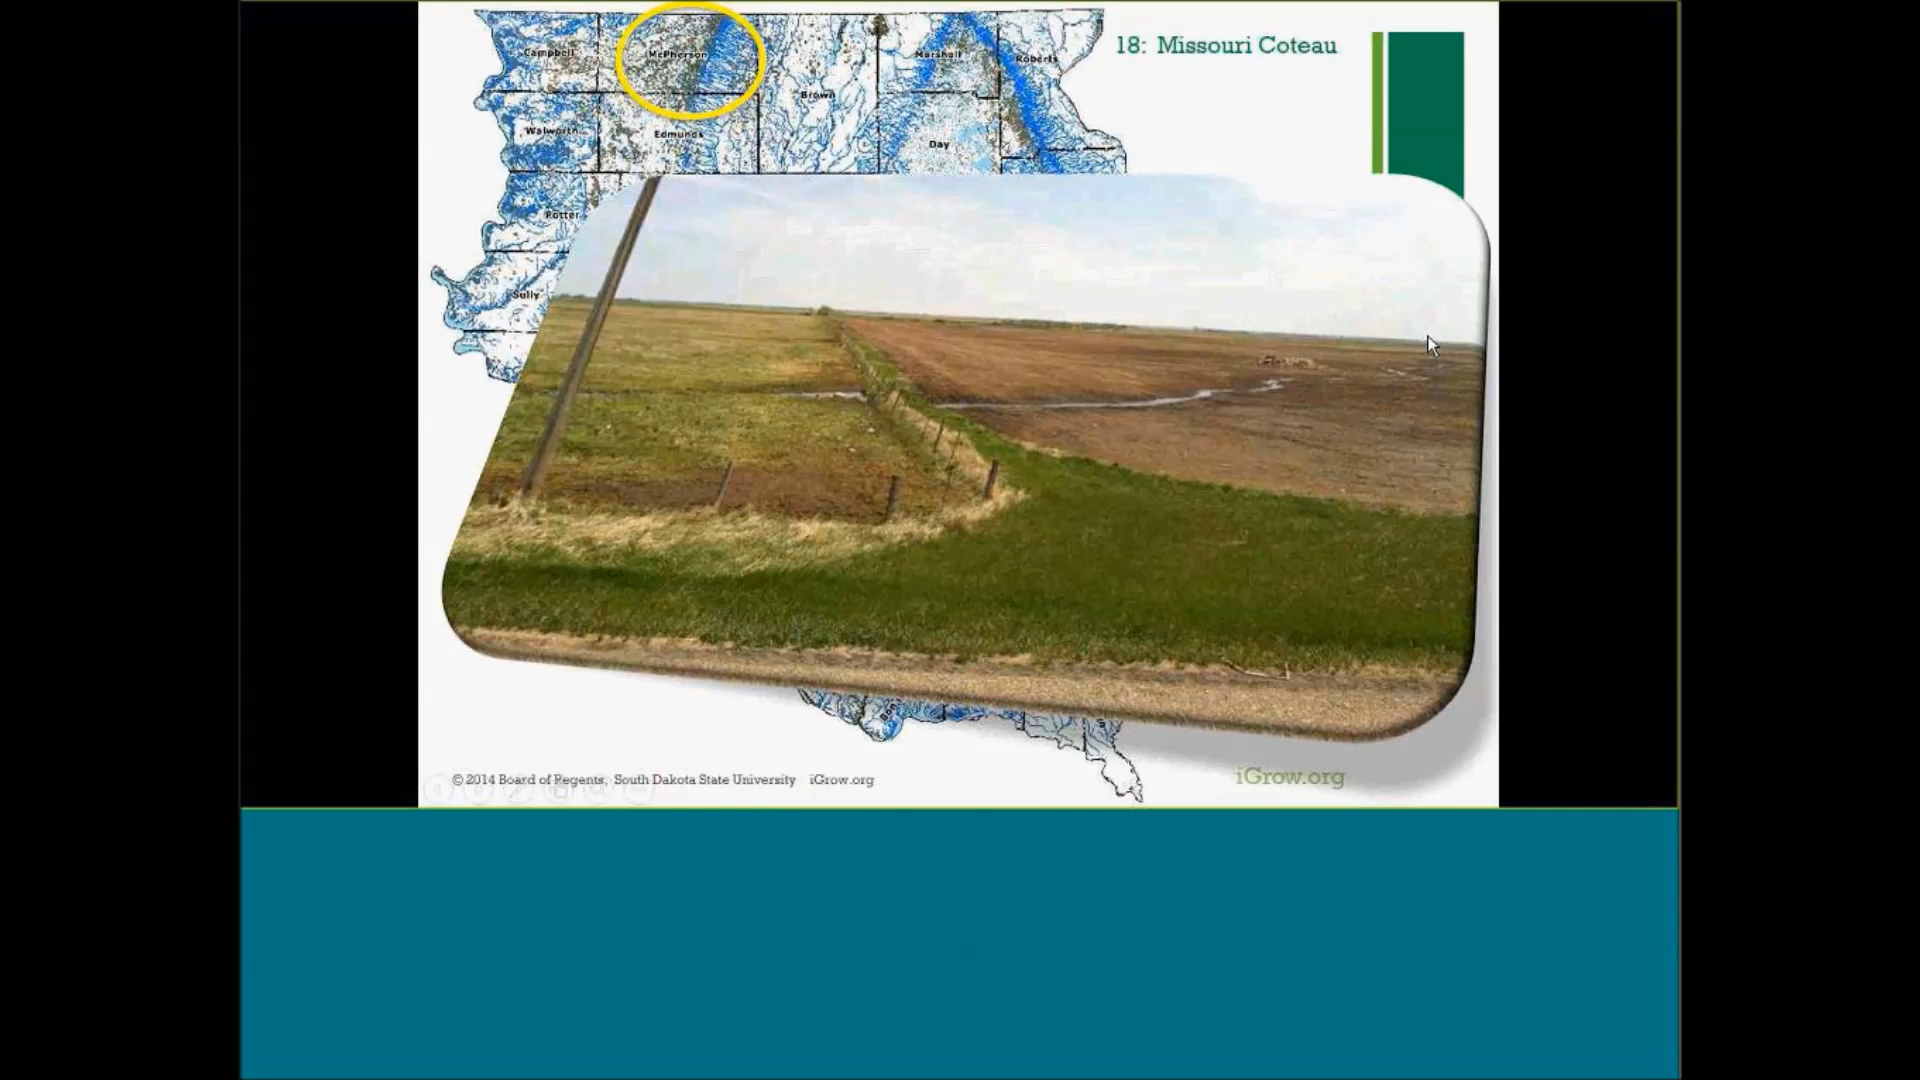 18: Missouri Coteau
Campbell
McPherson
Marshall
Roberts
Brown
Walworth
Edmunds
Day
Potter
Sully
Bon
© 2014 Board of Regents, South Dakota State University iGrow.org
iGrow.org